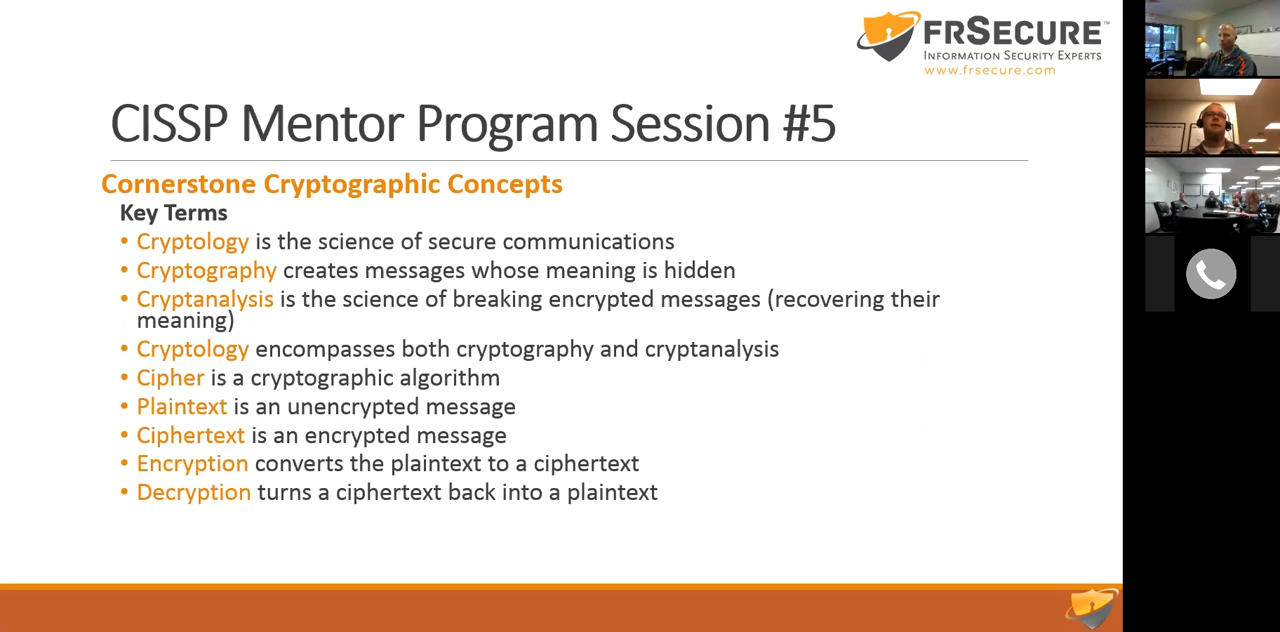 FRSECURE™
INFORMATION SECURITY EXPERTS
www.frsecure.com
CISSP Mentor Program Session #5
Cornerstone Cryptographic Concepts
Key Terms
• Cryptology is the science of secure communications
• Cryptography creates messages whose meaning is hidden
• Cryptanalysis is the science of breaking encrypted messages (recovering their
meaning)
• Cryptology encompasses both cryptography and cryptanalysis
• Cipher is a cryptographic algorithm
• Plaintext is an unencrypted message
• Ciphertext is an encrypted message
• Encryption converts the plaintext to a ciphertext
• Decryption turns a ciphertext back into a plaintext